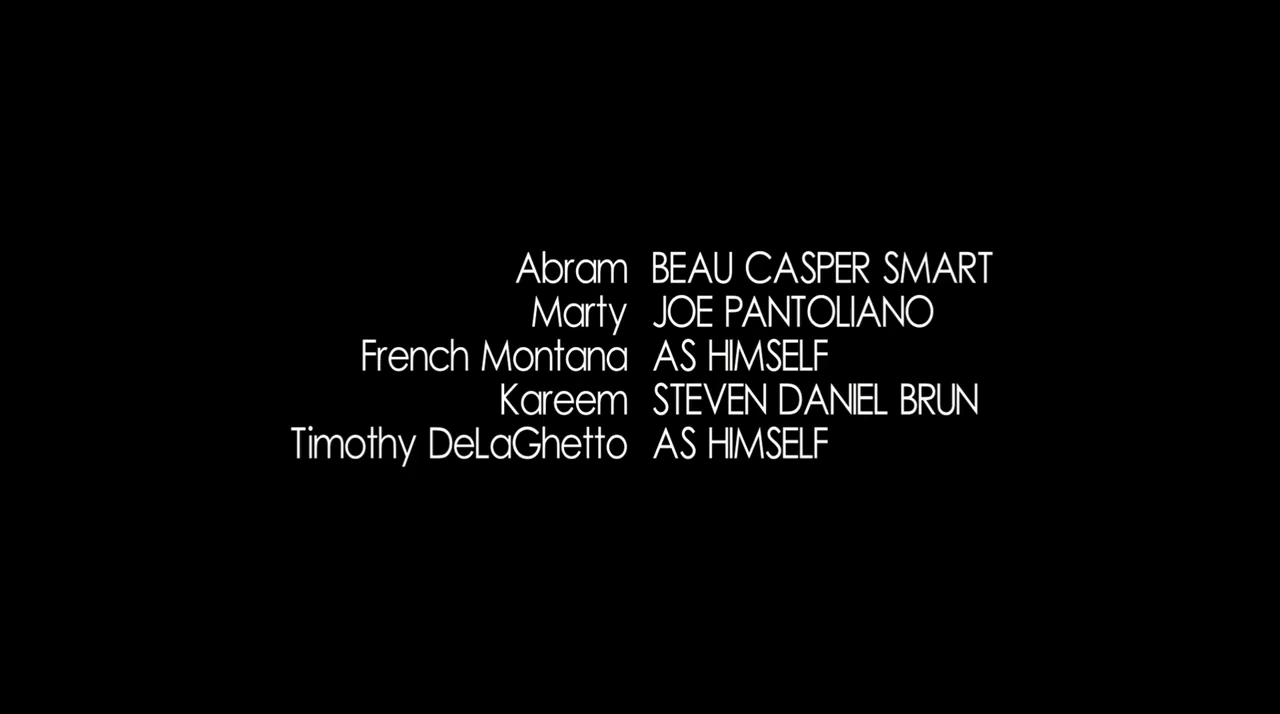 Abram BEAU CASPER SMART
Marty JOE PANTOLIANO
French Montana AS HIMSELF
Kareem STEVEN DANIEL BRUN
Timothy DeLaGhetto AS HIMSELF